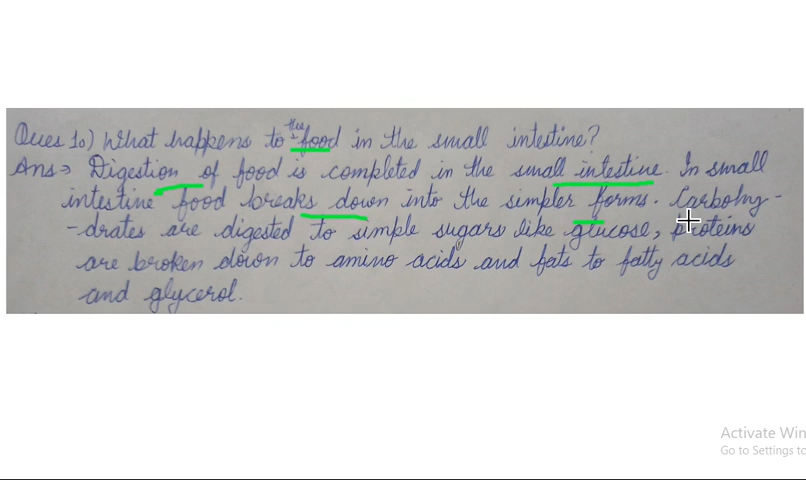 Ques 10) What happens to the food in the small intestine?
Ans → Digestion of food is completed in the small intestine. In small
intestine food breaks down into the simpler forms. Carbohy-
-drates are digested to simple sugars like glucose, proteins
are broken down to amino acids and fats to fatty acids
and glycerol.
Activate Win
Go to Settings to